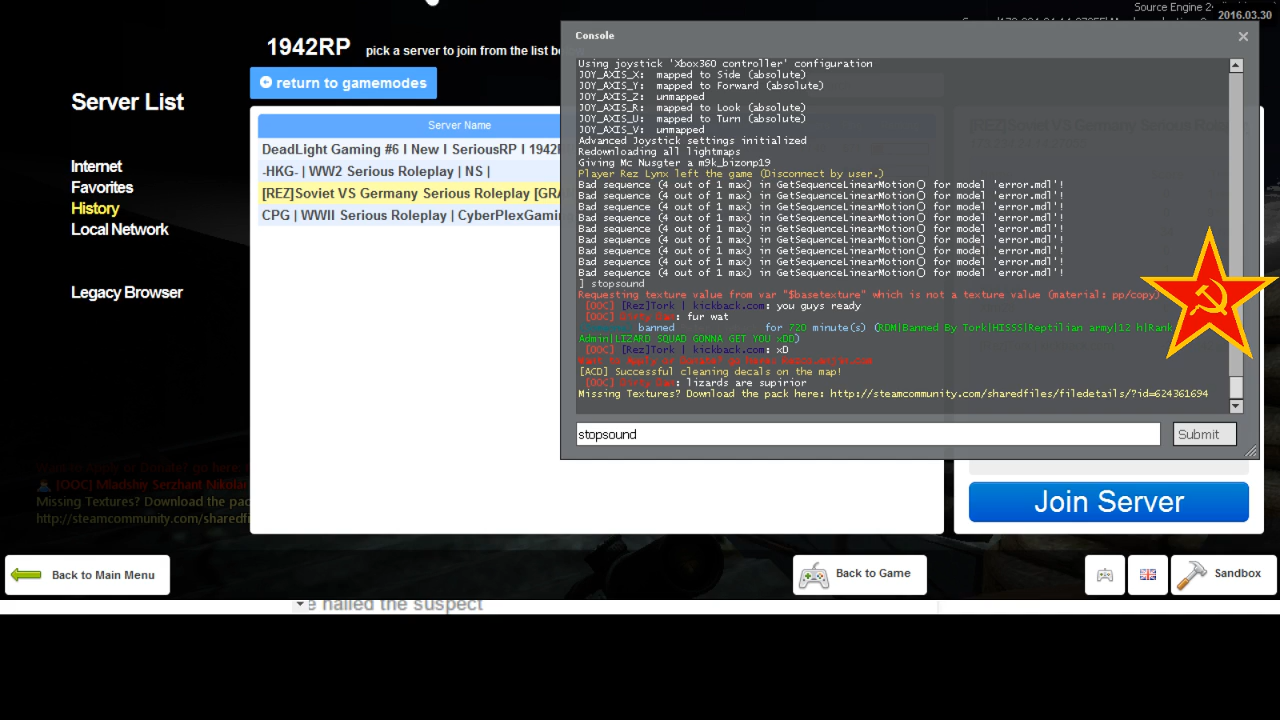 Source Engine 2
2016.03.30
1942RP pick a server to join from the list
return to gamemodes
Server List
Internet
Favorites
History
Local Network
Legacy Browser
Server Name
DeadLight Gaming #6 I New I SeriousRP I 1942
-HKG- | WW2 Serious Roleplay | NS |
[REZ]Soviet VS Germany Serious Roleplay [GRA
CPG | WWII Serious Roleplay | CyberPlexGamin
Console
Using joystick 'Xbox360 controller' configuration
JOY_AXIS_X: mapped to Side (absolute)
JOY_AXIS_Y: mapped to Forward (absolute)
JOY_AXIS_Z: unmapped
JOY_AXIS_R: mapped to Look (absolute)
JOY_AXIS_U: mapped to Turn (absolute)
JOY_AXIS_V: unmapped
Advanced Joystick settings initialized
Redownloading all lightmaps
Giving Mc Nusgter a m9k_bizonp19
Player Rez Lynx left the game (Disconnect by user.)
Bad sequence (4 out of 1 max) in GetSequenceLinearMotion() for model 'error.mdl'!
Bad sequence (4 out of 1 max) in GetSequenceLinearMotion() for model 'error.mdl'!
Bad sequence (4 out of 1 max) in GetSequenceLinearMotion() for model 'error.mdl'!
Bad sequence (4 out of 1 max) in GetSequenceLinearMotion() for model 'error.mdl'!
Bad sequence (4 out of 1 max) in GetSequenceLinearMotion() for model 'error.mdl'!
Bad sequence (4 out of 1 max) in GetSequenceLinearMotion() for model 'error.mdl'!
Bad sequence (4 out of 1 max) in GetSequenceLinearMotion() for model 'error.mdl'!
Bad sequence (4 out of 1 max) in GetSequenceLinearMotion() for model 'error.mdl'!
Bad sequence (4 out of 1 max) in GetSequenceLinearMotion() for model 'error.mdl'!
] stopsound
Requesting texture value from var "$basetexture" which is not a texture value (material: pp/copy)
[OOC] [Rez]Tork | kickback.com: you guys ready
[OOC] : fur wat
banned for 720 minute(s) (RDM|Banned By Tork|HISSS|Reptilian army|12 h|Rank
Admin|LIZARD SQUAD GONNA GET YOU xDD)
[OOC] [Rez]Tork | kickback.com: xD
[ACD] Successful cleaning decals on the map!
[OOC] : lizards are supirior
Missing Textures? Download the pack here: http://steamcommunity.com/sharedfiles/filedetails/?id=624361694
stopsound
Submit
[OOC] Mladshiy Serzhant Nikolai
Missing Textures? Download the pac
http://steamcommunity.com/sharedfi
Join Server
Back to Main Menu
Back to Game
Sandbox
e nailed the suspect